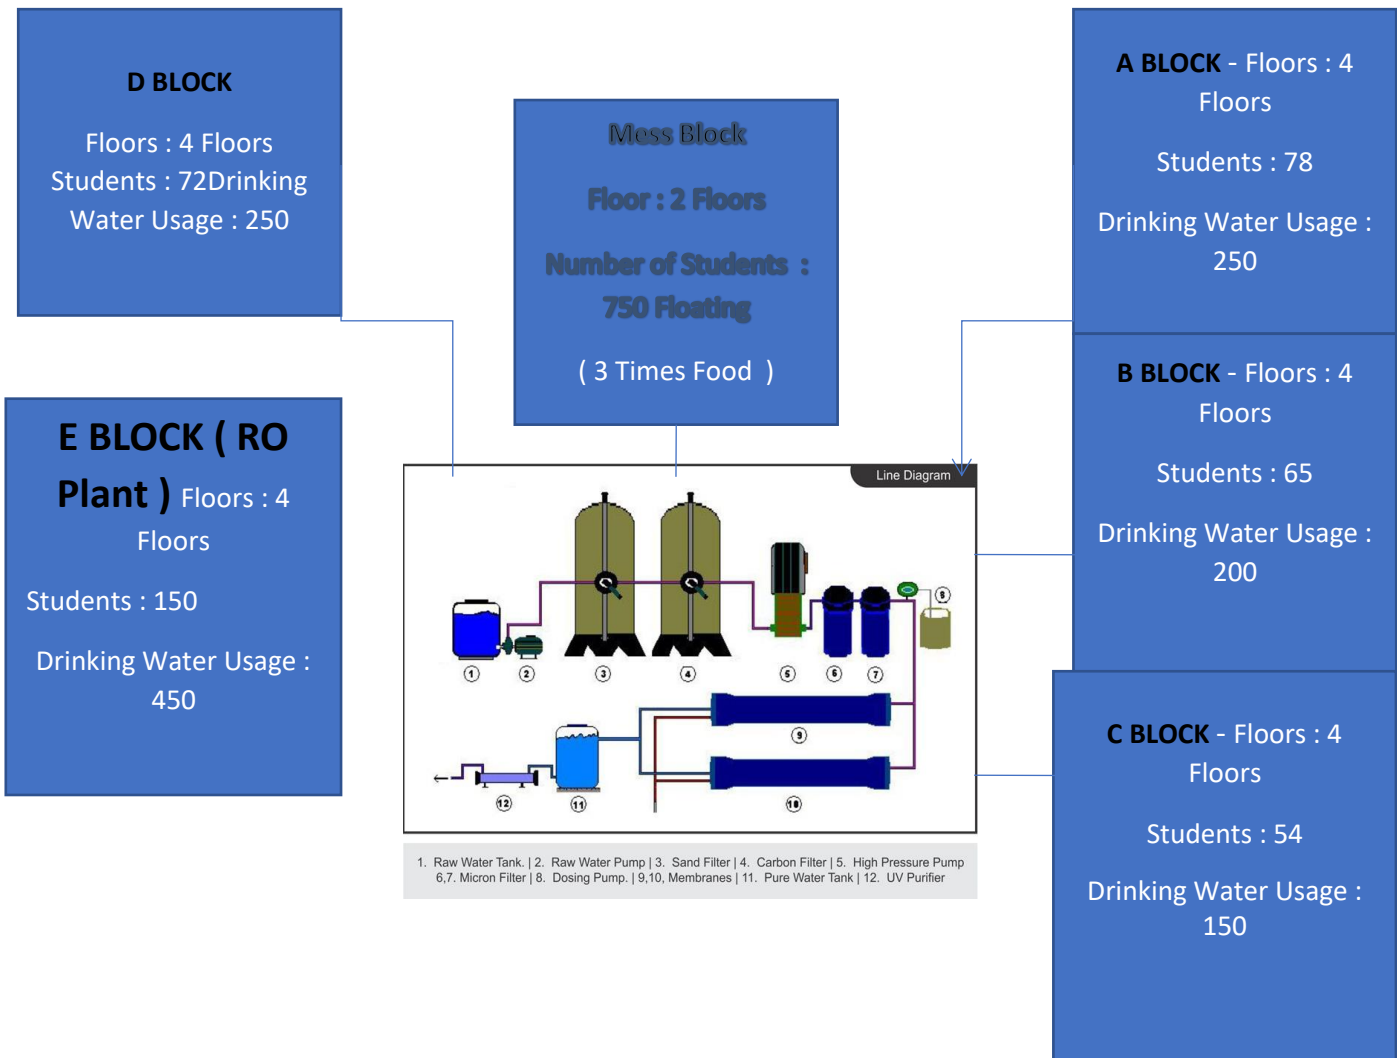 D BLOCK
Floors : 4 Floors
Students : 72Drinking
Water Usage : 250
Mess Block
Floor : 2 Floors
Number of Students :
750 Floating
( 3 Times Food )
A BLOCK - Floors : 4
Floors
Students : 78
Drinking Water Usage :
250
B BLOCK - Floors : 4
Floors
Students : 65
Drinking Water Usage :
200
C BLOCK - Floors : 4
Floors
Students : 54
Drinking Water Usage :
150
E BLOCK ( RO
Plant ) Floors : 4
Floors
Students : 150
Drinking Water Usage :
450
Line Diagram
8
1
2
3
4
5
6
7
9
10
11
12
1. Raw Water Tank. | 2. Raw Water Pump | 3. Sand Filter | 4. Carbon Filter | 5. High Pressure Pump
6,7. Micron Filter | 8. Dosing Pump. | 9,10, Membranes | 11. Pure Water Tank | 12. UV Purifier